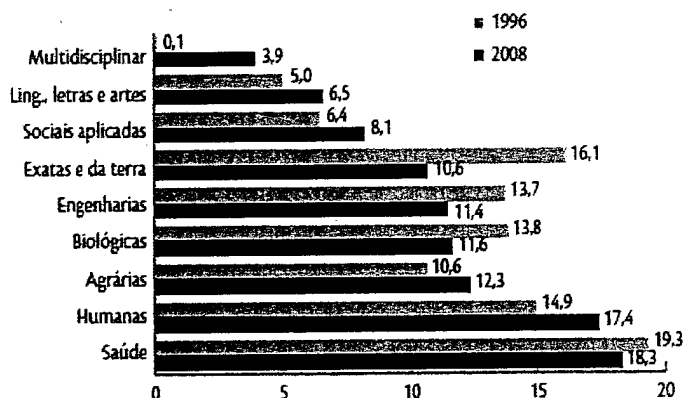 1996
2008
Multidisciplinar 0,1 3,9
Ling., letras e artes 5,0 6,5
Sociais aplicadas 6,4 8,1
Exatas e da terra 16,1 10,6
Engenharias 13,7 11,4
Biológicas 13,8 11,6
Agrárias 10,6 12,3
Humanas 14,9 17,4
Saúde 19,3 18,3
0 5 10 15 20